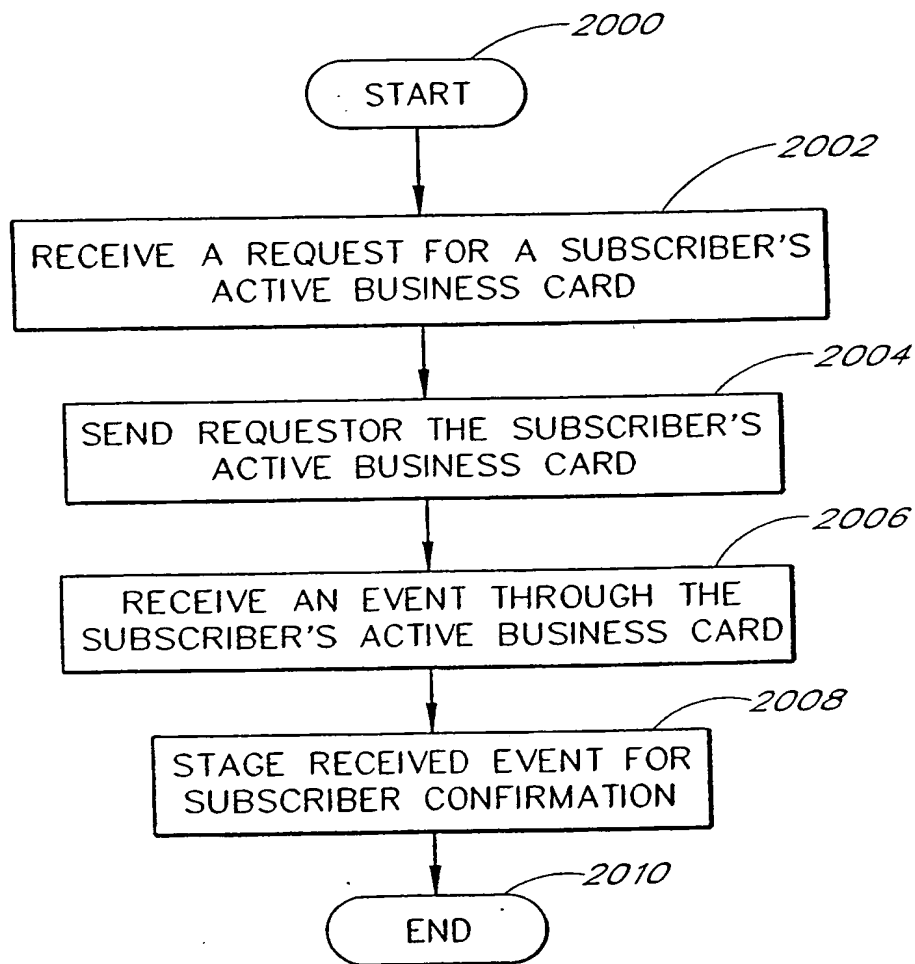 2000
START
2002
RECEIVE A REQUEST FOR A SUBSCRIBER'S
ACTIVE BUSINESS CARD
2004
SEND REQUESTOR THE SUBSCRIBER'S
ACTIVE BUSINESS CARD
2006
RECEIVE AN EVENT THROUGH THE
SUBSCRIBER'S ACTIVE BUSINESS CARD
2008
STAGE RECEIVED EVENT FOR
SUBSCRIBER CONFIRMATION
2010
END